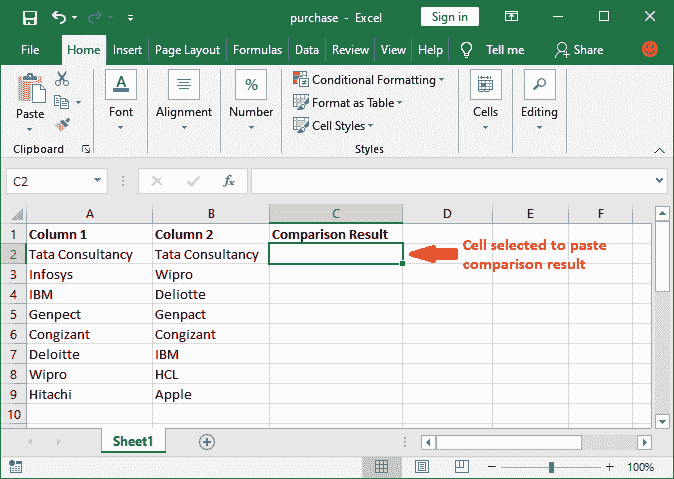 purchase - Excel
Sign in
File Home Insert Page Layout Formulas Data Review View Help Tell me Share
Paste
Clipboard
A
Font
Alignment
%
Number
Conditional Formatting
Format as Table
Cell Styles
Styles
Cells
Editing
C2
fx
A B C D E F
1 Column 1 Column 2 Comparison Result
2 Tata Consultancy Tata Consultancy
3 Infosys Wipro
4 IBM Deliotte
5 Genpect Genpact
6 Congizant Congizant
7 Deloitte IBM
8 Wipro HCL
9 Hitachi Apple
10
Cell selected to paste
comparison result
Sheet1
100%